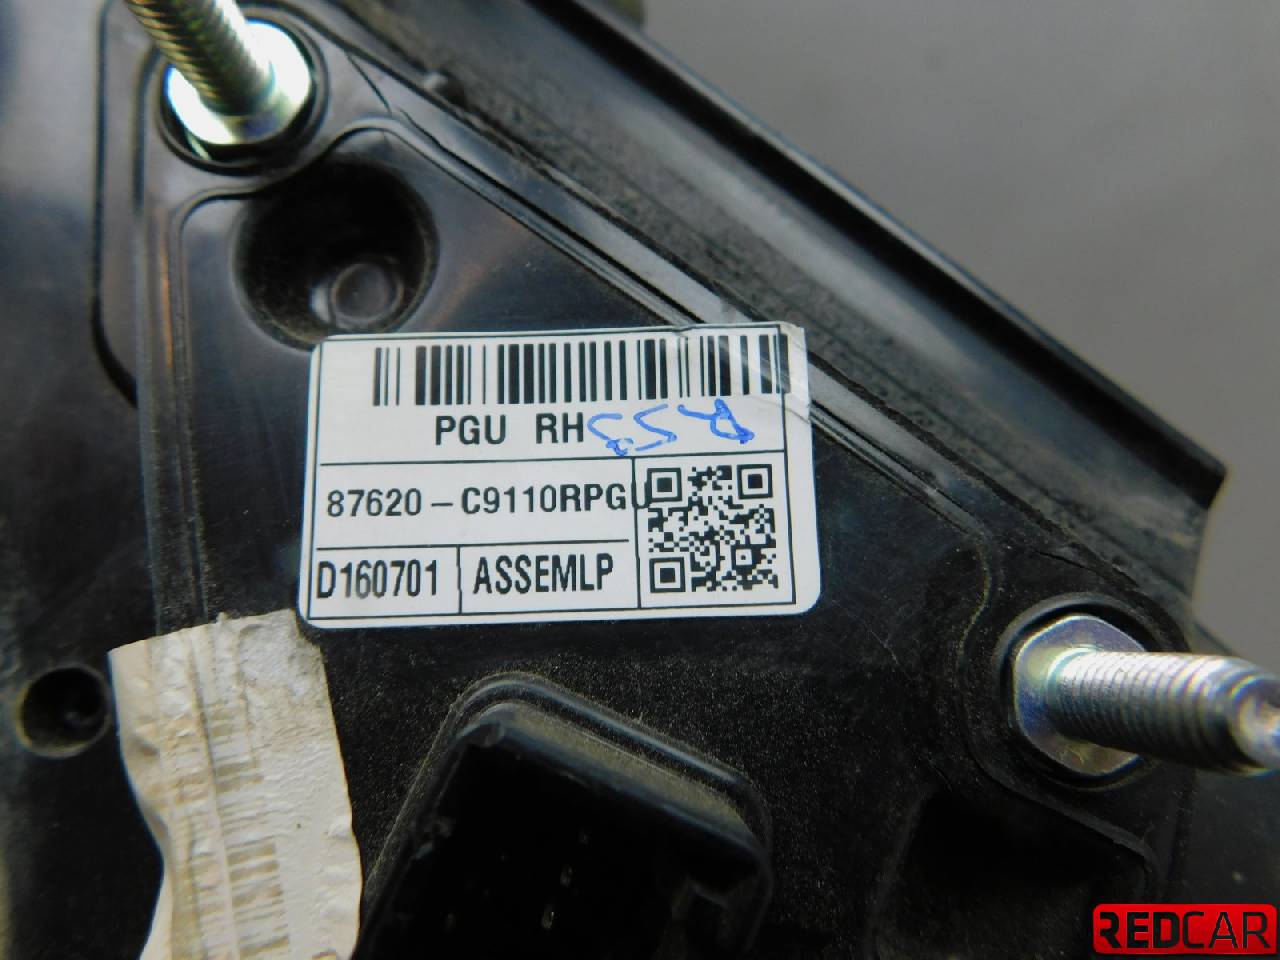 PGU RH
87620-C9110RPGU
D160701 ASSEMLP
REDCAR